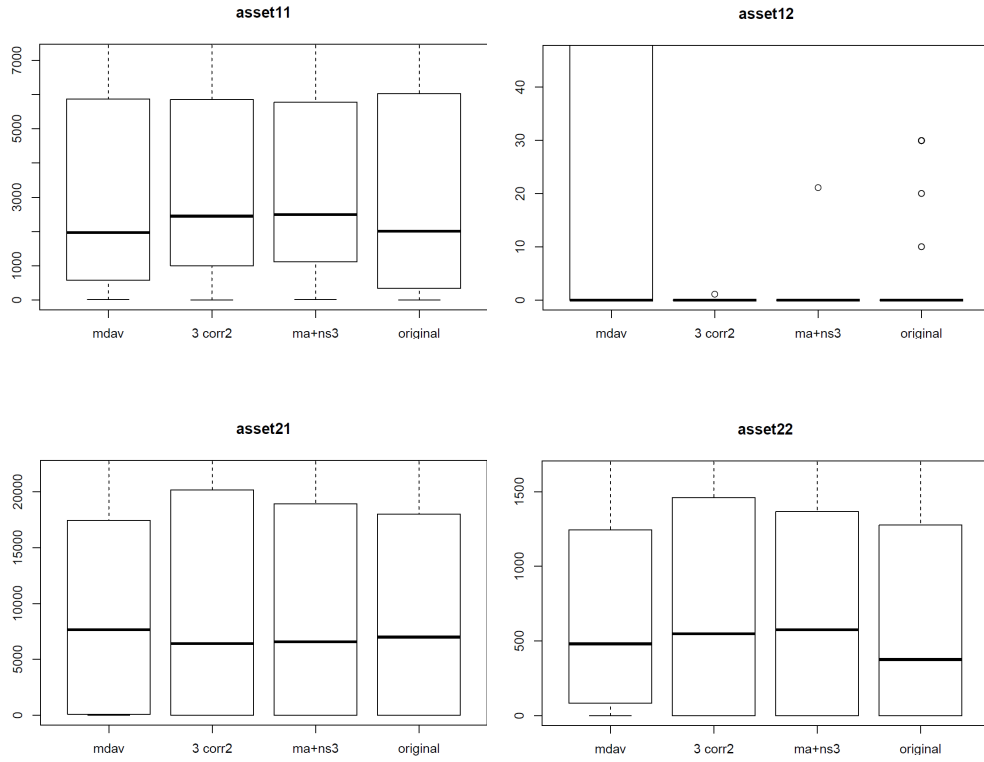 asset11
7000
5000
3000
1000
0
mdav
3 corr2
ma+ns3
original
asset12
40
30
20
10
0
mdav
3 corr2
ma+ns3
original
asset21
20000
15000
10000
5000
0
mdav
3 corr2
ma+ns3
original
asset22
1500
1000
500
0
mdav
3 corr2
ma+ns3
original